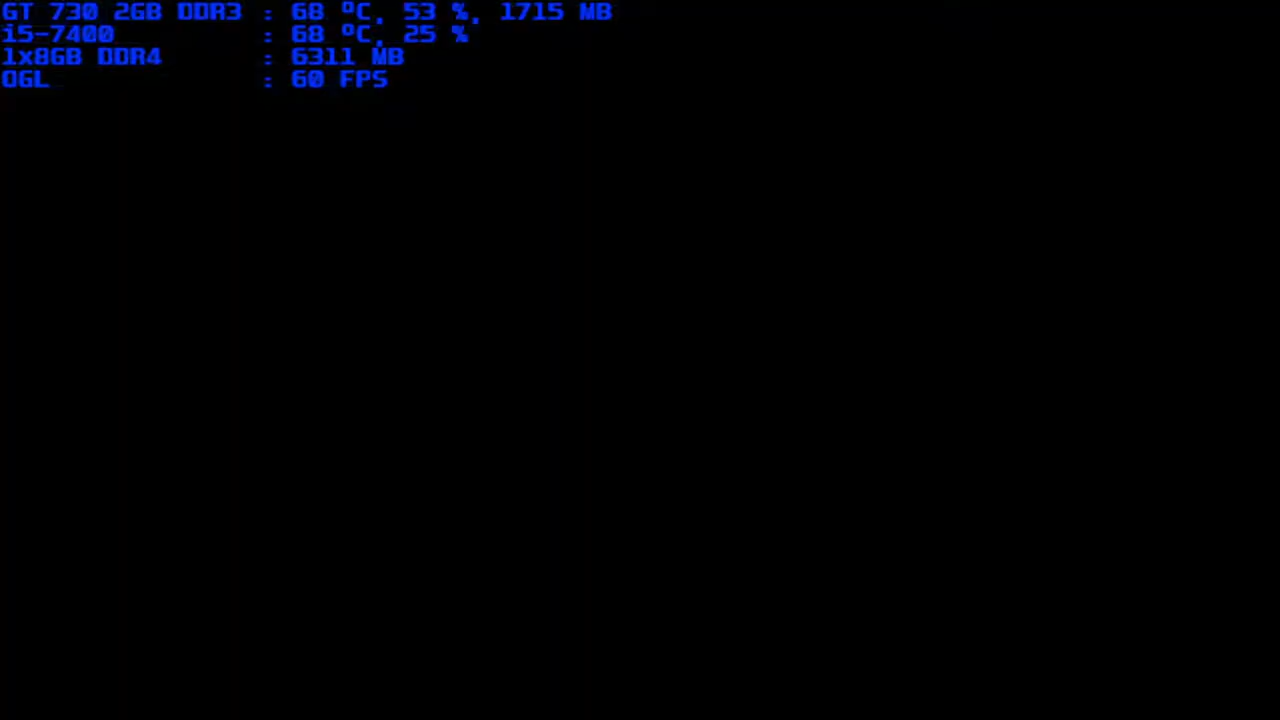 GT 730 2GB DDR3 : 68 ºC, 53 %, 1715 MB
i5-7400 : 68 ºC, 25 %
1x8GB DDR4 : 6311 MB
OGL : 60 FPS